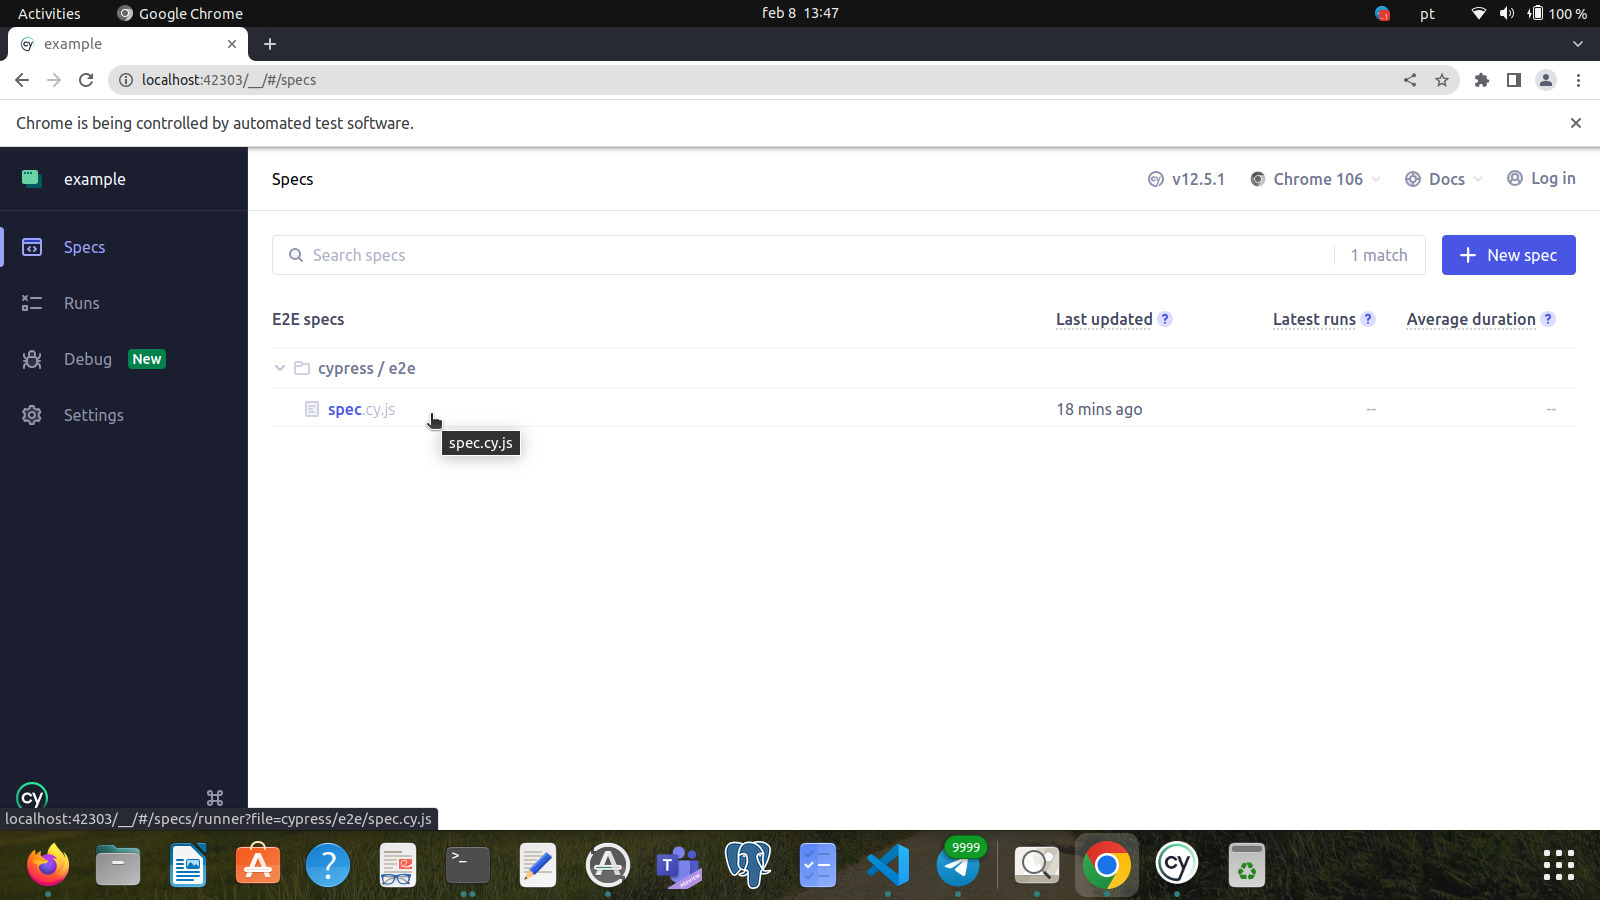 Activities Google Chrome feb 8 13:47 pt 100 %
example
localhost:42303/__/#/specs
Chrome is being controlled by automated test software.
example
Specs
v12.5.1 Chrome 106 Docs Log in
Specs
Runs
Debug New
Settings
Search specs 1 match
New spec
E2E specs Last updated ? Latest runs ? Average duration ?
cypress / e2e
spec.cy.js 18 mins ago -- --
spec.cy.js
cy
localhost:42303/__/#/specs/runner?file=cypress/e2e/spec.cy.js
9999